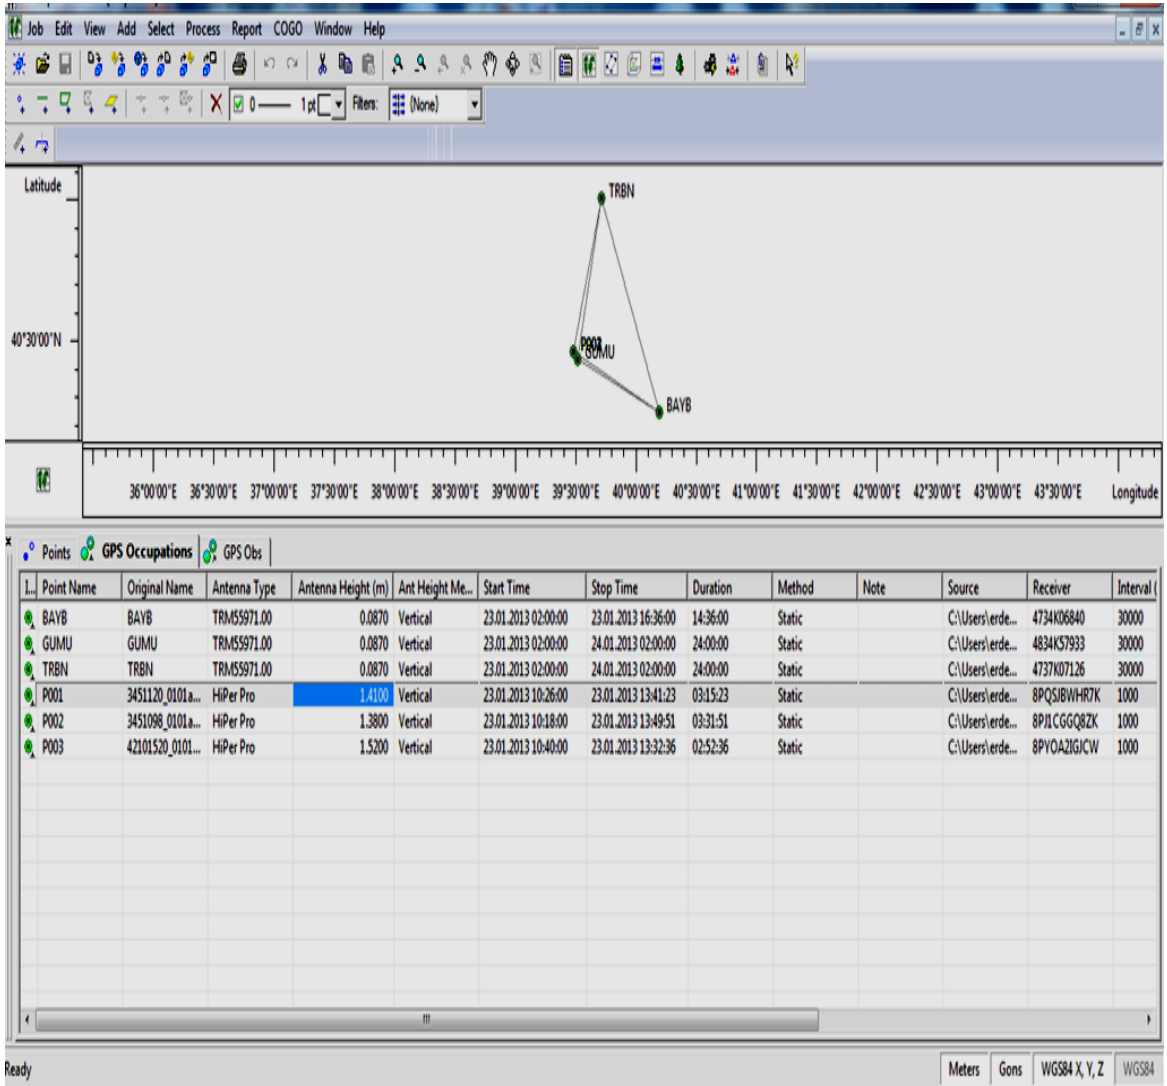 Job Edit View Add Select Process Report COGO Window Help
0 1 pt Filters: (None)
Latitude
TRBN
40°30'00"N
GUMU
BAYB
36°00'00"E 36°30'00"E 37°00'00"E 37°30'00"E 38°00'00"E 38°30'00"E 39°00'00"E 39°30'00"E 40°00'00"E 40°30'00"E 41°00'00"E 41°30'00"E 42°00'00"E 42°30'00"E 43°00'00"E 43°30'00"E Longitude
Points GPS Occupations GPS Obs
I... Point Name Original Name Antenna Type Antenna Height (m) Ant Height Me... Start Time Stop Time Duration Method Note Source Receiver Interval (
BAYB BAYB TRM55971.00 0.0870 Vertical 23.01.2013 02:00:00 23.01.2013 16:36:00 14:36:00 Static C:\Users\erde... 4734K06840 30000
GUMU GUMU TRM55971.00 0.0870 Vertical 23.01.2013 02:00:00 24.01.2013 02:00:00 24:00:00 Static C:\Users\erde... 4834K57933 30000
TRBN TRBN TRM55971.00 0.0870 Vertical 23.01.2013 02:00:00 24.01.2013 02:00:00 24:00:00 Static C:\Users\erde... 4737K07126 30000
P001 3451120_0101a... HiPer Pro 1.4100 Vertical 23.01.2013 10:26:00 23.01.2013 13:41:23 03:15:23 Static C:\Users\erde... 8PQSJBWHR7K 1000
P002 3451098_0101a... HiPer Pro 1.3800 Vertical 23.01.2013 10:18:00 23.01.2013 13:49:51 03:31:51 Static C:\Users\erde... 8PJ1CGGQ8ZK 1000
P003 42101520_0101... HiPer Pro 1.5200 Vertical 23.01.2013 10:40:00 23.01.2013 13:32:36 02:52:36 Static C:\Users\erde... 8PYOA2IGJCW 1000
Ready Meters Gons WGS84 X, Y, Z WGS84